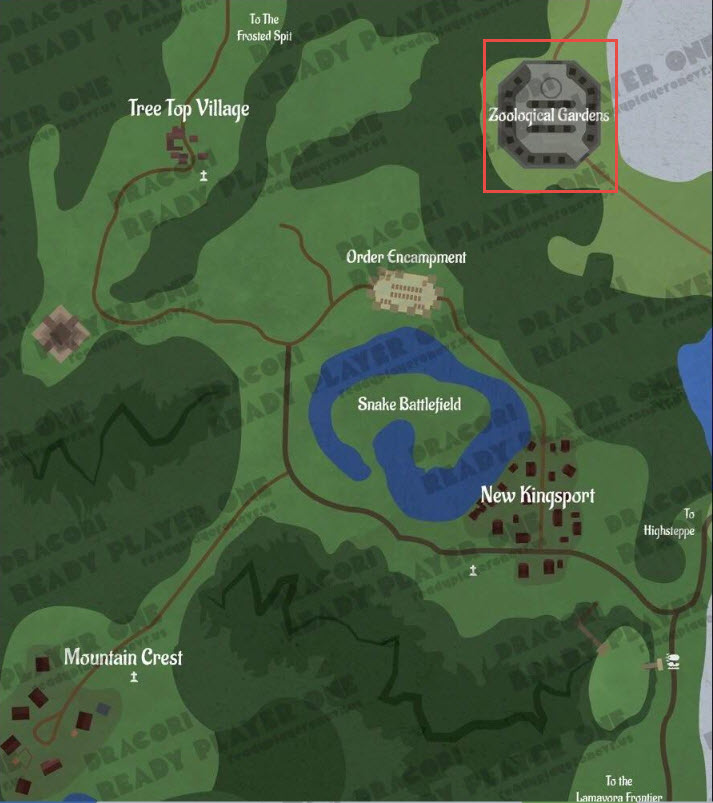 To The
Frosted Spit
Tree Top Village
Zoological Gardens
Order Encampment
Snake Battlefield
New Kingsport
To
Highsteppe
Mountain Crest
To the
Lamavora Frontier
DRACORI
READY PLAYER ONE
readyplayeronevr.us